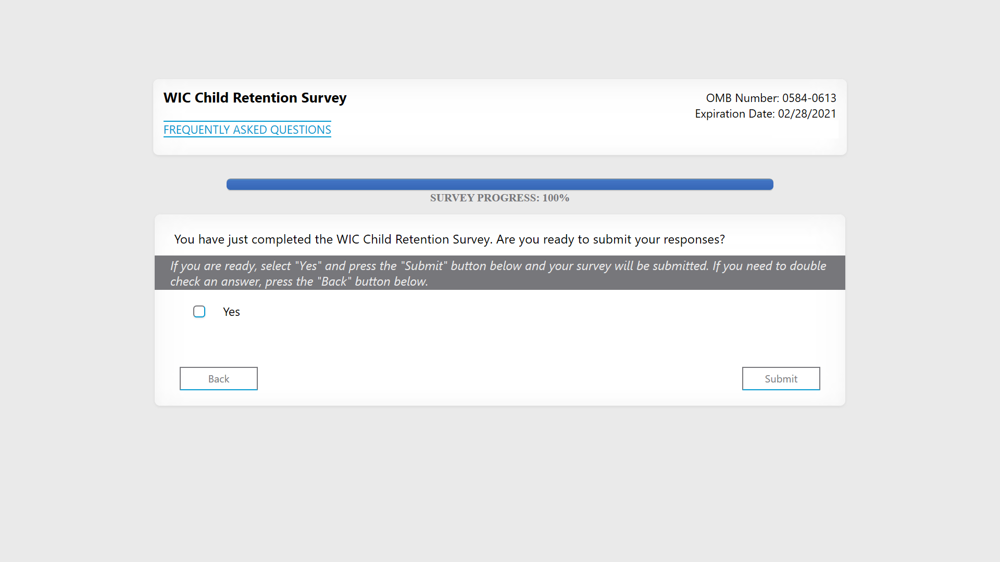 WIC Child Retention Survey
OMB Number: 0584-0613
Expiration Date: 02/28/2021
FREQUENTLY ASKED QUESTIONS
SURVEY PROGRESS: 100%
You have just completed the WIC Child Retention Survey. Are you ready to submit your responses?
If you are ready, select "Yes" and press the "Submit" button below and your survey will be submitted. If you need to double
check an answer, press the "Back" button below.
Yes
Back
Submit